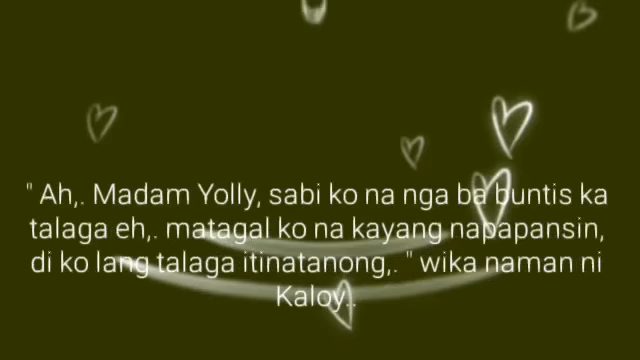 " Ah,. Madam Yolly, sabi ko na nga ba buntis ka
talaga eh,. matagal ko na kayang napapansin,
di ko lang talaga itinatanong,. " wika naman ni
Kaloy..